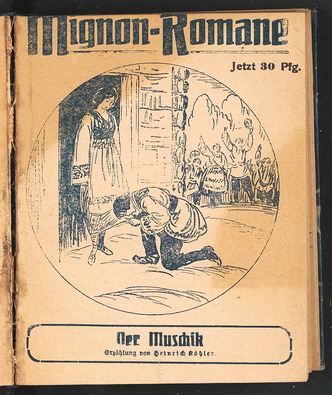 Mignon-Romane
Jetzt 30 Pfg.
Der Muschik
Erzählung von Heinrich Köhler.